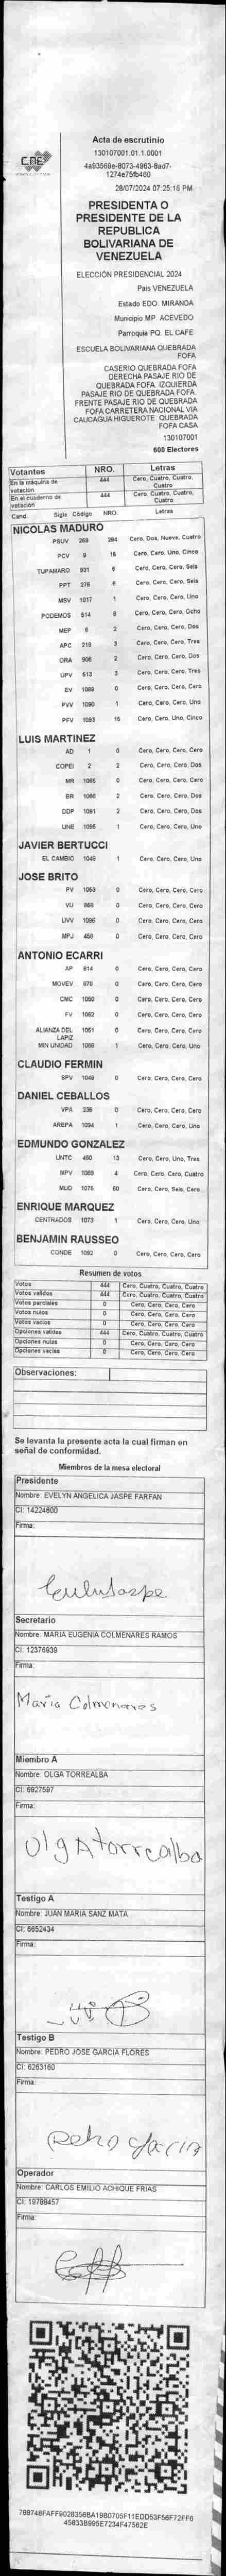 CNE
Acta de escrutinio
130107001.01.1.0001
28/07/2024 07:25:16 PM
PRESIDENTA O
PRESIDENTE DE LA
REPUBLICA
BOLIVARIANA DE
VENEZUELA
ELECCIÓN PRESIDENCIAL 2024
Pais VENEZUELA
Estado EDO. MIRANDA
Municipio MP. ACEVEDO
Parroquia PQ. EL CAFE
ESCUELA BOLIVARIANA QUEBRADA
FOFA
CASERIO QUEBRADA FOFA
DERECHA PASAJE RIO DE
QUEBRADA FOFA. IZQUIERDA
PASAJE RIO DE QUEBRADA FOFA.
FRENTE PASAJE RIO DE QUEBRADA
FOFA CARRETERA NACIONAL VIA
CAUCAGUA HIGUEROTE. QUEBRADA
FOFA CASA
130107001
600 Electores
Votantes NRO. Letras
En la máquina de votación 444 Cero, Cuatro, Cuatro, Cuatro
En el cuaderno de votación 444 Cero, Cuatro, Cuatro, Cuatro
Cand. Sigla Código NRO. Letras
NICOLAS MADURO
PSUV 268 294 Cero, Dos, Nueve, Cuatro
PCV 9 15 Cero, Cero, Uno, Cinco
TUPAMARO 931 6 Cero, Cero, Cero, Seis
PPT 276 6 Cero, Cero, Cero, Seis
MSV 1017 1 Cero, Cero, Cero, Uno
PODEMOS 514 8 Cero, Cero, Cero, Ocho
MEP 6 2 Cero, Cero, Cero, Dos
APC 219 3 Cero, Cero, Cero, Tres
ORA 906 2 Cero, Cero, Cero, Dos
UPV 613 3 Cero, Cero, Cero, Tres
EV 1089 0 Cero, Cero, Cero, Cero
PVV 1090 1 Cero, Cero, Cero, Uno
PFV 1093 15 Cero, Cero, Uno, Cinco
LUIS MARTINEZ
AD 1 0 Cero, Cero, Cero, Cero
COPEI 2 2 Cero, Cero, Cero, Dos
MR 1065 0 Cero, Cero, Cero, Cero
BR 1066 2 Cero, Cero, Cero, Dos
DDP 1091 2 Cero, Cero, Cero, Dos
UNE 1095 1 Cero, Cero, Cero, Uno
JAVIER BERTUCCI
EL CAMBIO 1048 1 Cero, Cero, Cero, Uno
JOSE BRITO
PV 1053 0 Cero, Cero, Cero, Cero
VU 868 0 Cero, Cero, Cero, Cero
UVV 1096 0 Cero, Cero, Cero, Cero
MPJ 450 0 Cero, Cero, Cero, Cero
ANTONIO ECARRI
AP 814 0 Cero, Cero, Cero, Cero
MOVEV 670 0 Cero, Cero, Cero, Cero
CMC 1050 0 Cero, Cero, Cero, Cero
FV 1062 0 Cero, Cero, Cero, Cero
ALIANZA DEL LAPIZ 1051 0 Cero, Cero, Cero, Cero
MIN UNIDAD 1068 1 Cero, Cero, Cero, Uno
CLAUDIO FERMIN
SPV 1049 0 Cero, Cero, Cero, Cero
DANIEL CEBALLOS
VPA 236 0 Cero, Cero, Cero, Cero
AREPA 1094 1 Cero, Cero, Cero, Uno
EDMUNDO GONZALEZ
UNTC 460 13 Cero, Cero, Uno, Tres
MPV 1069 4 Cero, Cero, Cero, Cuatro
MUD 1075 60 Cero, Cero, Seis, Cero
ENRIQUE MARQUEZ
CENTRADOS 1073 1 Cero, Cero, Cero, Uno
BENJAMIN RAUSSEO
CONDE 1092 0 Cero, Cero, Cero, Cero
Resumen de votos
Votos 444 Cero, Cuatro, Cuatro, Cuatro
Votos validos 444 Cero, Cuatro, Cuatro, Cuatro
Votos parciales 0 Cero, Cero, Cero, Cero
Votos nulos 0 Cero, Cero, Cero, Cero
Votos vacios 0 Cero, Cero, Cero, Cero
Opciones validas 444 Cero, Cuatro, Cuatro, Cuatro
Opciones nulas 0 Cero, Cero, Cero, Cero
Opciones vacias 0 Cero, Cero, Cero, Cero
Observaciones:
Se levanta la presente acta la cual firman en
señal de conformidad.
Miembros de la mesa electoral
Presidente
Nombre: EVELYN ANGELICA JASPE FARFAN
CI: 14224600
Firma:
Secretario
Nombre: MARIA EUGENIA COLMENARES RAMOS
CI: 12376939
Firma:
Maria Colmenares
Miembro A
Nombre: OLGA TORREALBA
CI: 6927597
Firma:
Olga torrealba
Testigo A
Nombre: JUAN MARIA SANZ MATA
CI: 6652434
Firma:
Testigo B
Nombre: PEDRO JOSE GARCIA FLORES
CI: 6263160
Firma:
Pedro Garcia
Operador
Nombre: CARLOS EMILIO ACHIQUE FRIAS
CI: 19788457
Firma: